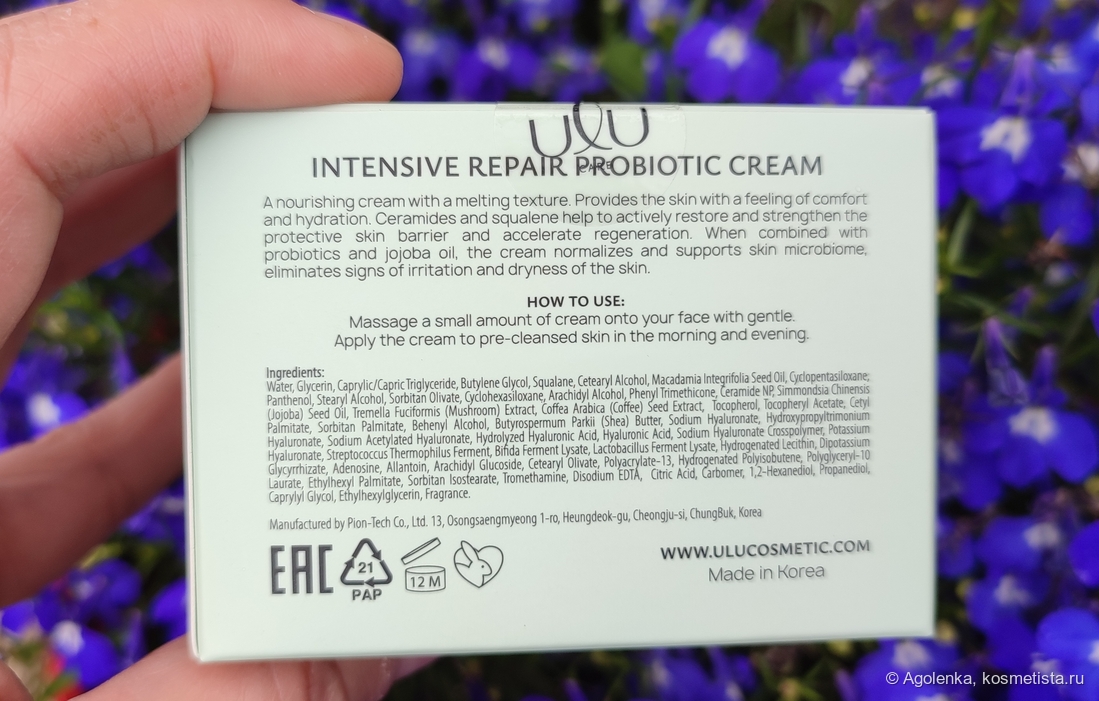 ulu
CARE
INTENSIVE REPAIR PROBIOTIC CREAM
A nourishing cream with a melting texture. Provides the skin with a feeling of comfort
and hydration. Ceramides and squalene help to actively restore and strengthen the
protective skin barrier and accelerate regeneration. When combined with
probiotics and jojoba oil, the cream normalizes and supports skin microbiome,
eliminates signs of irritation and dryness of the skin.
HOW TO USE:
Massage a small amount of cream onto your face with gentle.
Apply the cream to pre-cleansed skin in the morning and evening.
Ingredients:
Water, Glycerin, Caprylic/Capric Triglyceride, Butylene Glycol, Squalane, Cetearyl Alcohol, Macadamia Integrifolia Seed Oil, Cyclopentasiloxane,
Panthenol, Stearyl Alcohol, Sorbitan Olivate, Cyclohexasiloxane, Arachidyl Alcohol, Phenyl Trimethicone, Ceramide NP, Simmondsia Chinensis
(Jojoba) Seed Oil, Tremella Fuciformis (Mushroom) Extract, Coffea Arabica (Coffee) Seed Extract, Tocopherol, Tocopheryl Acetate, Cetyl
Palmitate, Sorbitan Palmitate, Behenyl Alcohol, Butyrospermum Parkii (Shea) Butter, Sodium Hyaluronate, Hydroxypropyltrimonium
Hyaluronate, Sodium Acetylated Hyaluronate, Hydrolyzed Hyaluronic Acid, Hyaluronic Acid, Sodium Hyaluronate Crosspolymer, Potassium
Hyaluronate, Streptococcus Thermophilus Ferment, Bifida Ferment Lysate, Lactobacillus Ferment Lysate, Hydrogenated Lecithin, Dipotassium
Glycyrrhizate, Adenosine, Allantoin, Arachidyl Glucoside, Cetearyl Olivate, Polyacrylate-13, Hydrogenated Polyisobutene, Polyglyceryl-10
Laurate, Ethylhexyl Palmitate, Sorbitan Isostearate, Tromethamine, Disodium EDTA, Citric Acid, Carbomer, 1,2-Hexanediol, Propanediol,
Caprylyl Glycol, Ethylhexylglycerin, Fragrance.
Manufactured by Pion-Tech Co., Ltd. 13, Osongsaengmyeong 1-ro, Heungdeok-gu, Cheongju-si, ChungBuk, Korea
EAC
21
PAP
12 M
WWW.ULUCOSMETIC.COM
Made in Korea
© Agolenka, kosmetista.ru